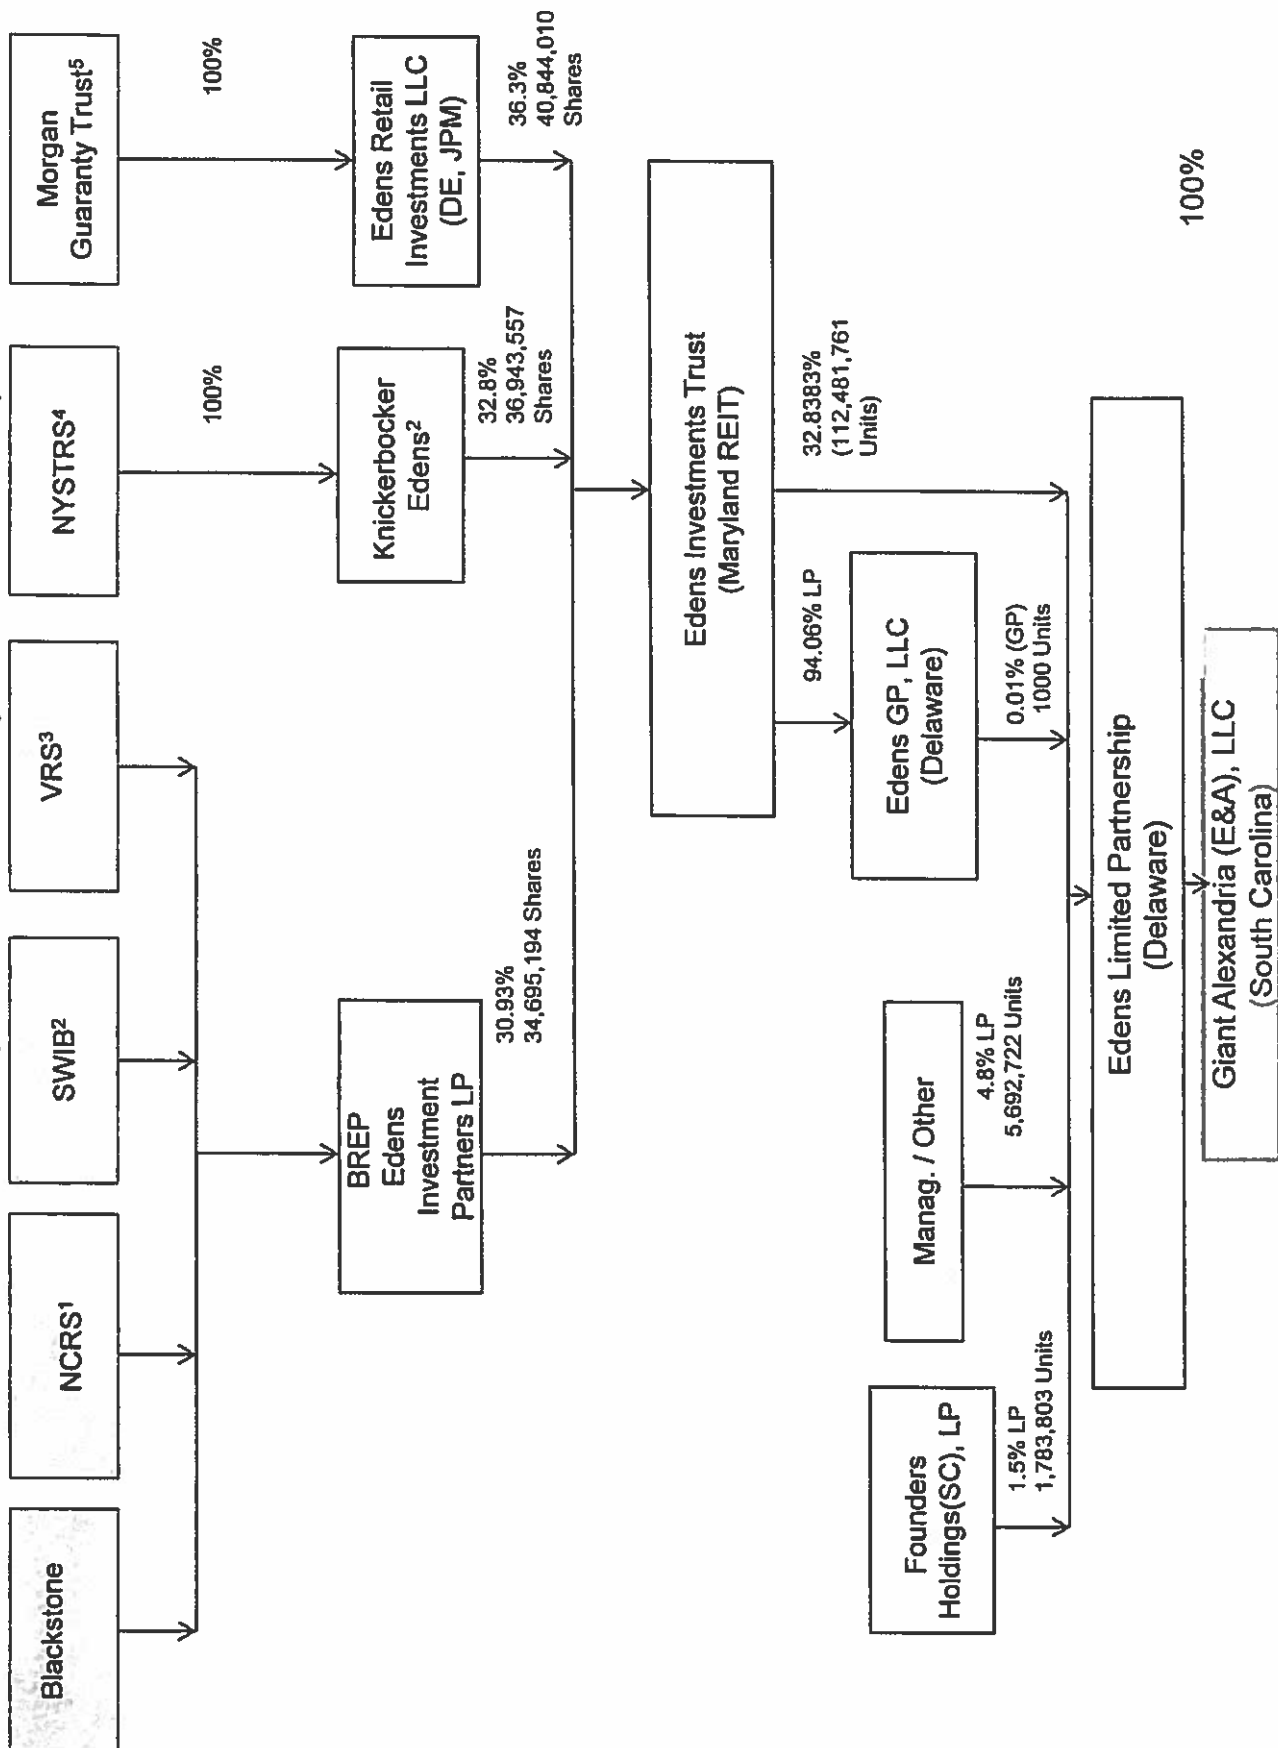 Blackstone
NCRS¹
SWIB²
VRS³
NYSTRS⁴
Morgan
Guaranty Trust⁵
100%
100%
BREP
Edens
Investment
Partners LP
Knickerbocker
Edens²
Edens Retail
Investments LLC
(DE, JPM)
30.93%
34,695,194 Shares
32.8%
36,943,557
Shares
36.3%
40,844,010
Shares
Edens Investments Trust
(Maryland REIT)
94.06% LP
32.8383%
(112,481,761
Units)
Founders
Holdings(SC), LP
Manag. / Other
Edens GP, LLC
(Delaware)
1.5% LP
1,783,803 Units
4.8% LP
5,692,722 Units
0.01% (GP)
1000 Units
Edens Limited Partnership
(Delaware)
100%
Giant Alexandria (E&A), LLC
(South Carolina)